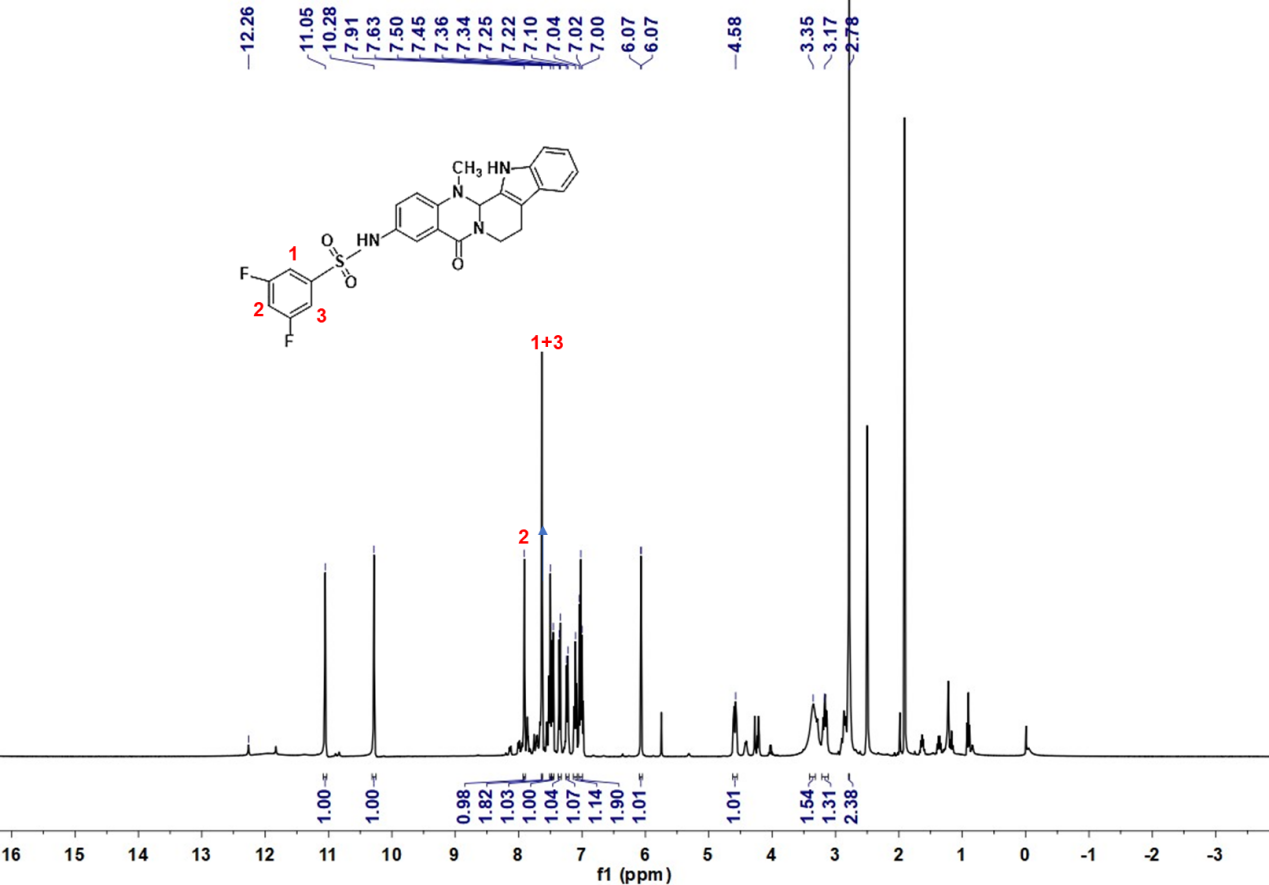 12.26 11.05 10.28 7.91 7.63 7.50 7.45 7.36 7.34 7.25 7.22 7.10 7.04 7.02 7.00 6.07 6.07 4.58 3.35 3.17 2.78
CH3 HN
N
N
HN
O
O
S
O
1
F
2
3
F
1+3
2
1.00 1.00 0.98 1.82 1.03 1.00 1.04 1.07 1.14 1.90 1.01 1.01 1.54 1.31 2.38
16 15 14 13 12 11 10 9 8 7 6 5 4 3 2 1 0 -1 -2 -3
f1 (ppm)